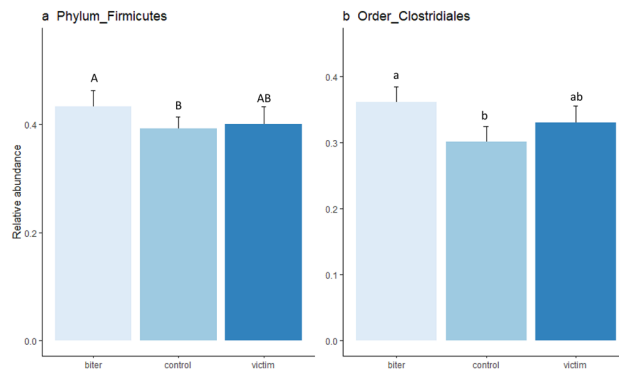 a Phylum_Firmicutes
A
B
AB
0.4
0.2
0.0
Relative abundance
biter control victim
b Order_Clostridiales
a
b
ab
0.4
0.3
0.2
0.1
0.0
biter control victim